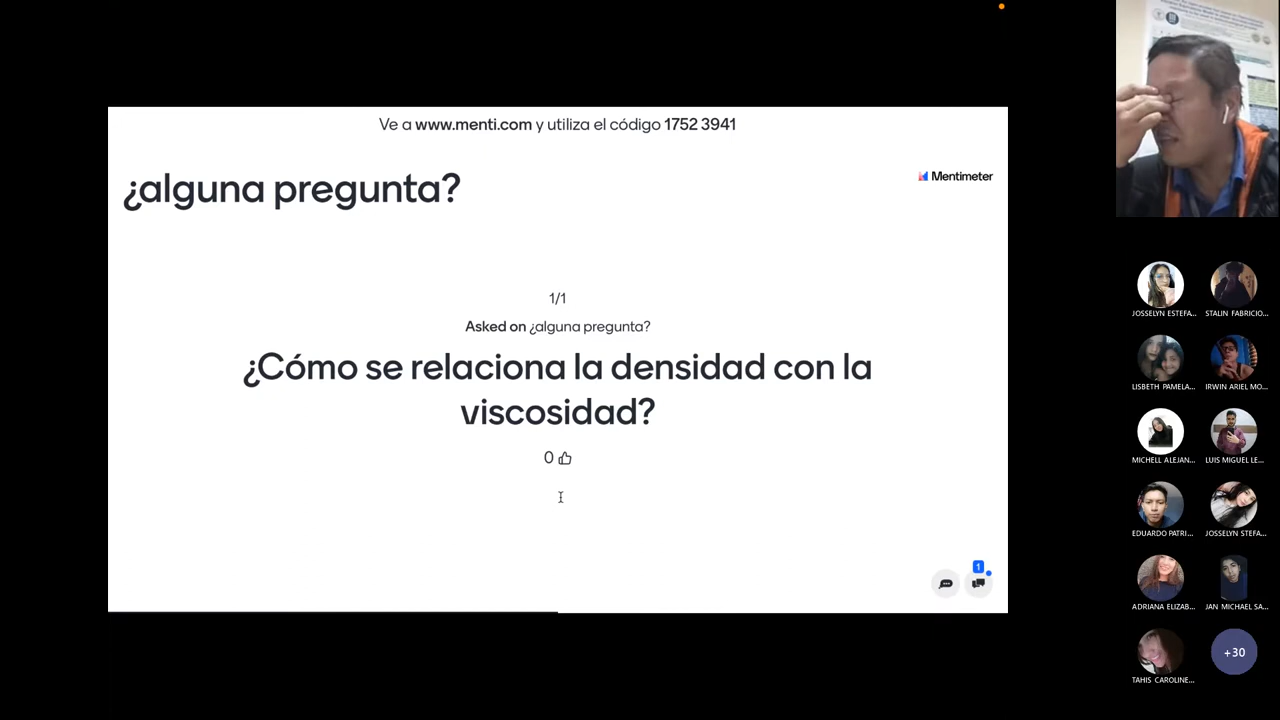 Ve a www.menti.com y utiliza el código 1752 3941
¿alguna pregunta?
Mentimeter
1/1
Asked on ¿alguna pregunta?
¿Cómo se relaciona la densidad con la
viscosidad?
0
1
JOSSELYN ESTEFA...
STALIN FABRICIO...
LISBETH PAMELA...
IRWIN ARIEL MO...
MICHELL ALEJAN...
LUIS MIGUEL LE...
EDUARDO PATRI...
JOSSELYN STEFA...
ADRIANA ELIZAB...
JAN MICHAEL SA...
TAHIS CAROLINE...
+30